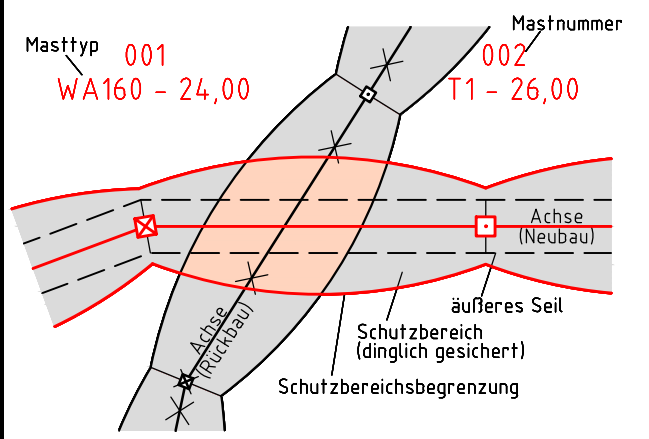 Mastnummer
Masttyp
001
002
WA160 - 24,00
T1 - 26,00
Achse
(Neubau)
äußeres Seil
Achse
(Rückbau)
Schutzbereich
(dinglich gesichert)
Schutzbereichsbegrenzung